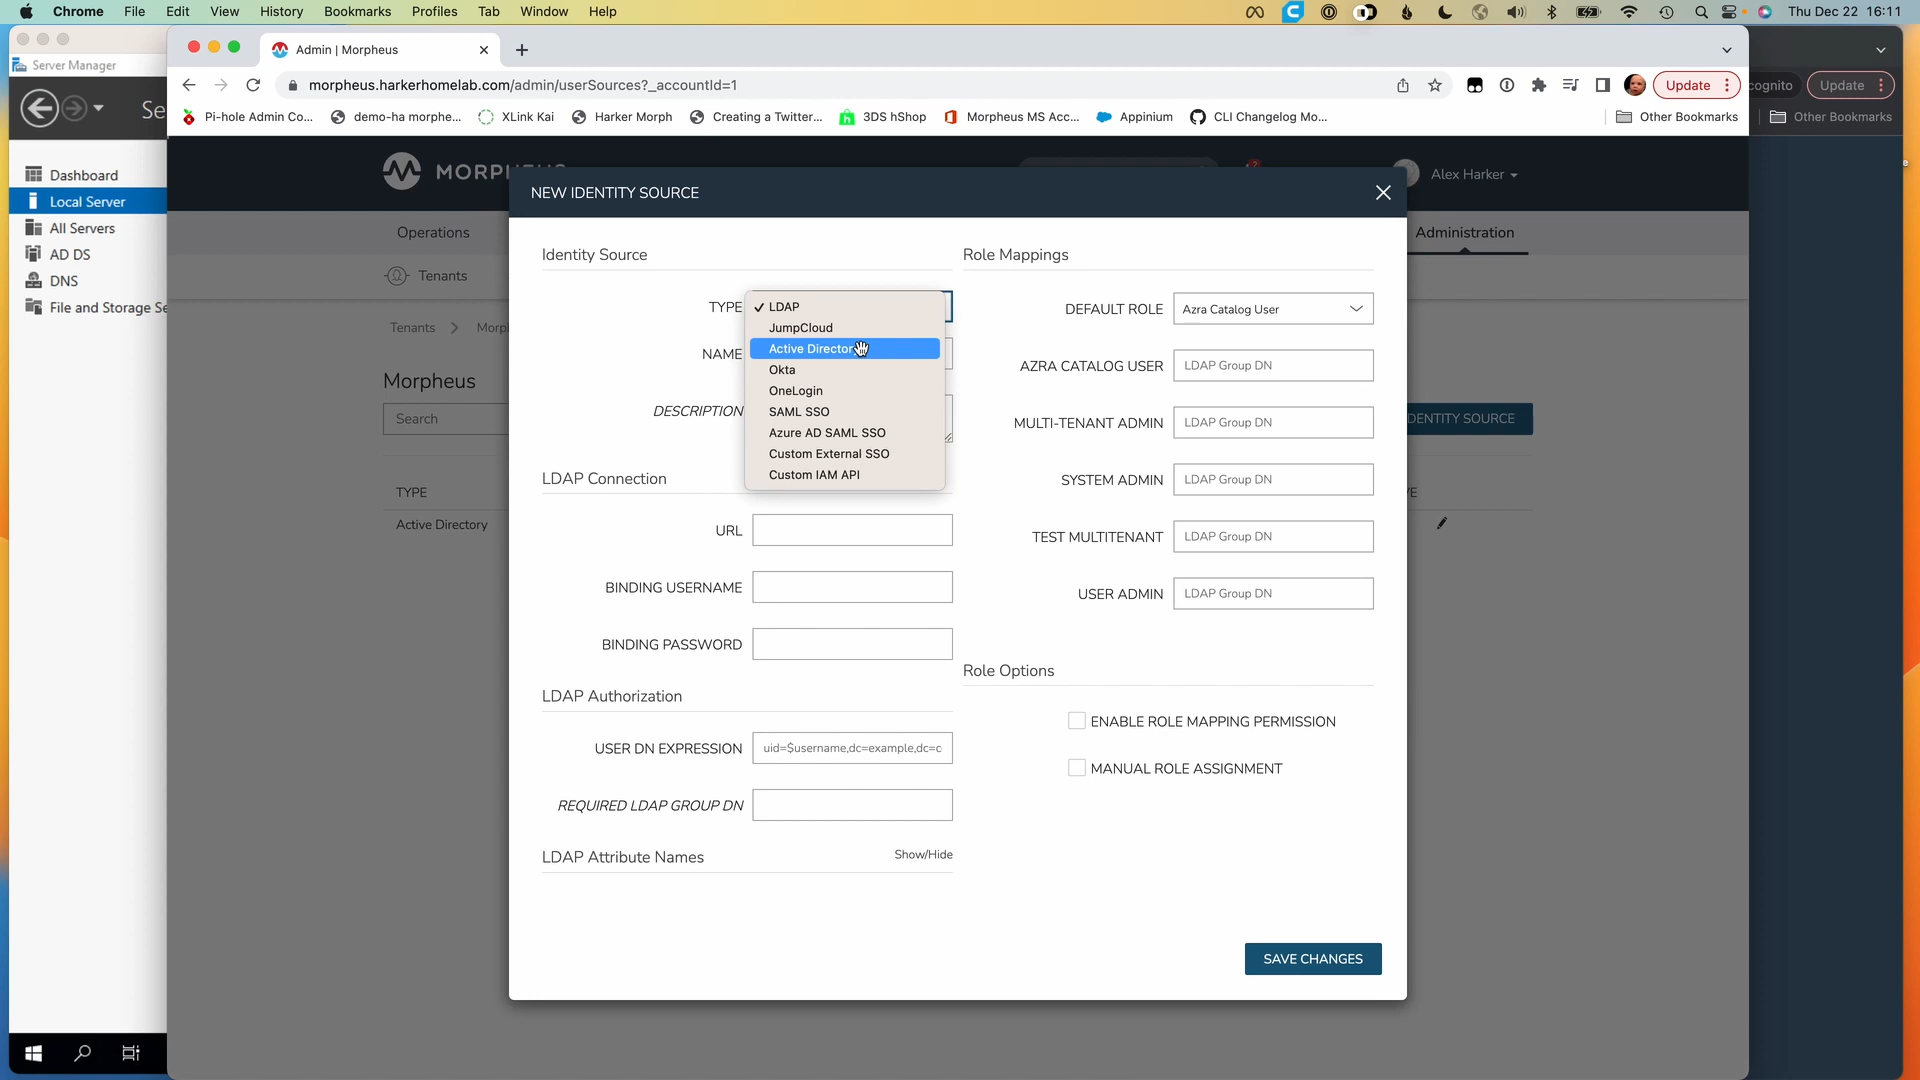 Chrome File Edit View History Bookmarks Profiles Tab Window Help
Thu Dec 22 16:11
Server Manager
Admin | Morpheus
morpheus.harkerhomelab.com/admin/userSources?_accountId=1
Update
Update
Pi-hole Admin Co...
demo-ha morphe...
XLink Kai
Harker Morph
Creating a Twitter...
3DS hShop
Morpheus MS Acc...
Appinium
CLI Changelog Mo...
Other Bookmarks
Other Bookmarks
Dashboard
Local Server
All Servers
AD DS
DNS
File and Storage Se
Alex Harker
Operations
Administration
Tenants
Tenants
Morpheus
Search
DENTITY SOURCE
TYPE
Active Directory
NEW IDENTITY SOURCE
Identity Source
TYPE
LDAP
JumpCloud
Active Director
Okta
OneLogin
SAML SSO
Azure AD SAML SSO
Custom External SSO
Custom IAM API
NAME
DESCRIPTION
LDAP Connection
URL
BINDING USERNAME
BINDING PASSWORD
LDAP Authorization
USER DN EXPRESSION uid=$username,dc=example,dc=c
REQUIRED LDAP GROUP DN
LDAP Attribute Names Show/Hide
Role Mappings
DEFAULT ROLE Azra Catalog User
AZRA CATALOG USER LDAP Group DN
MULTI-TENANT ADMIN LDAP Group DN
SYSTEM ADMIN LDAP Group DN
TEST MULTITENANT LDAP Group DN
USER ADMIN LDAP Group DN
Role Options
ENABLE ROLE MAPPING PERMISSION
MANUAL ROLE ASSIGNMENT
SAVE CHANGES